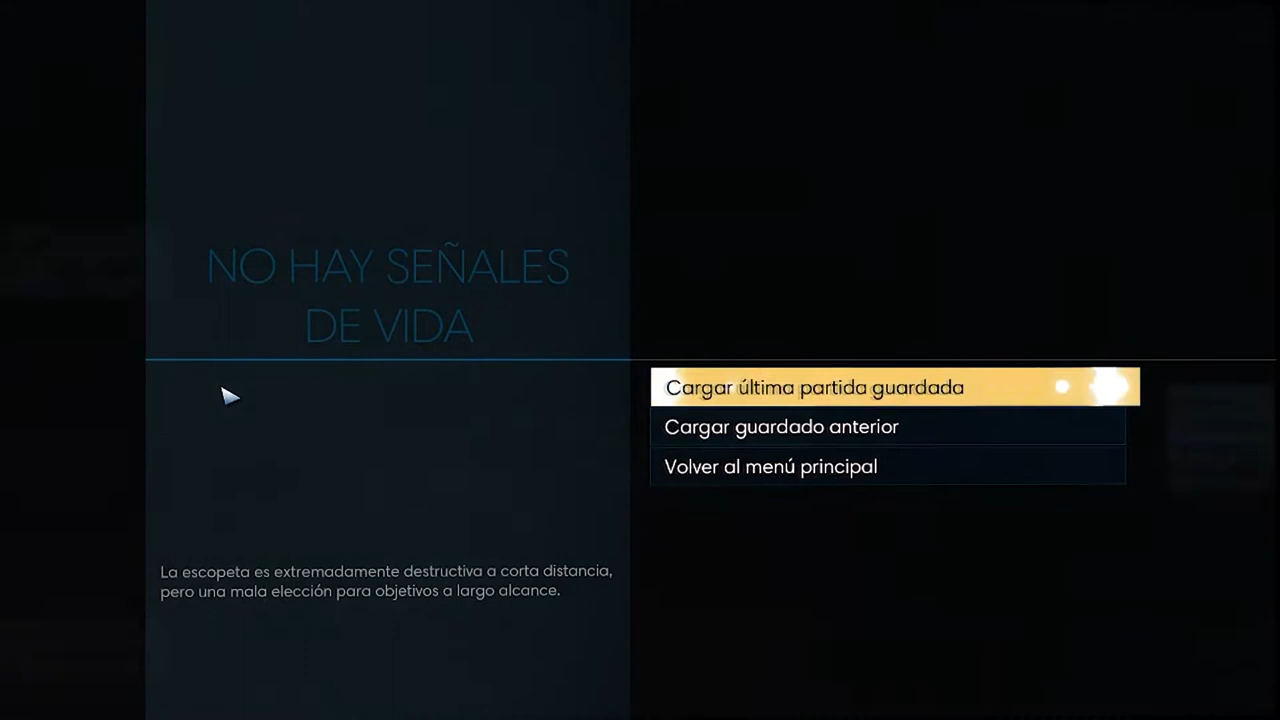 NO HAY SEÑALES
DE VIDA
Cargar última partida guardada
Cargar guardado anterior
Volver al menú principal
La escopeta es extremadamente destructiva a corta distancia,
pero una mala elección para objetivos a largo alcance.